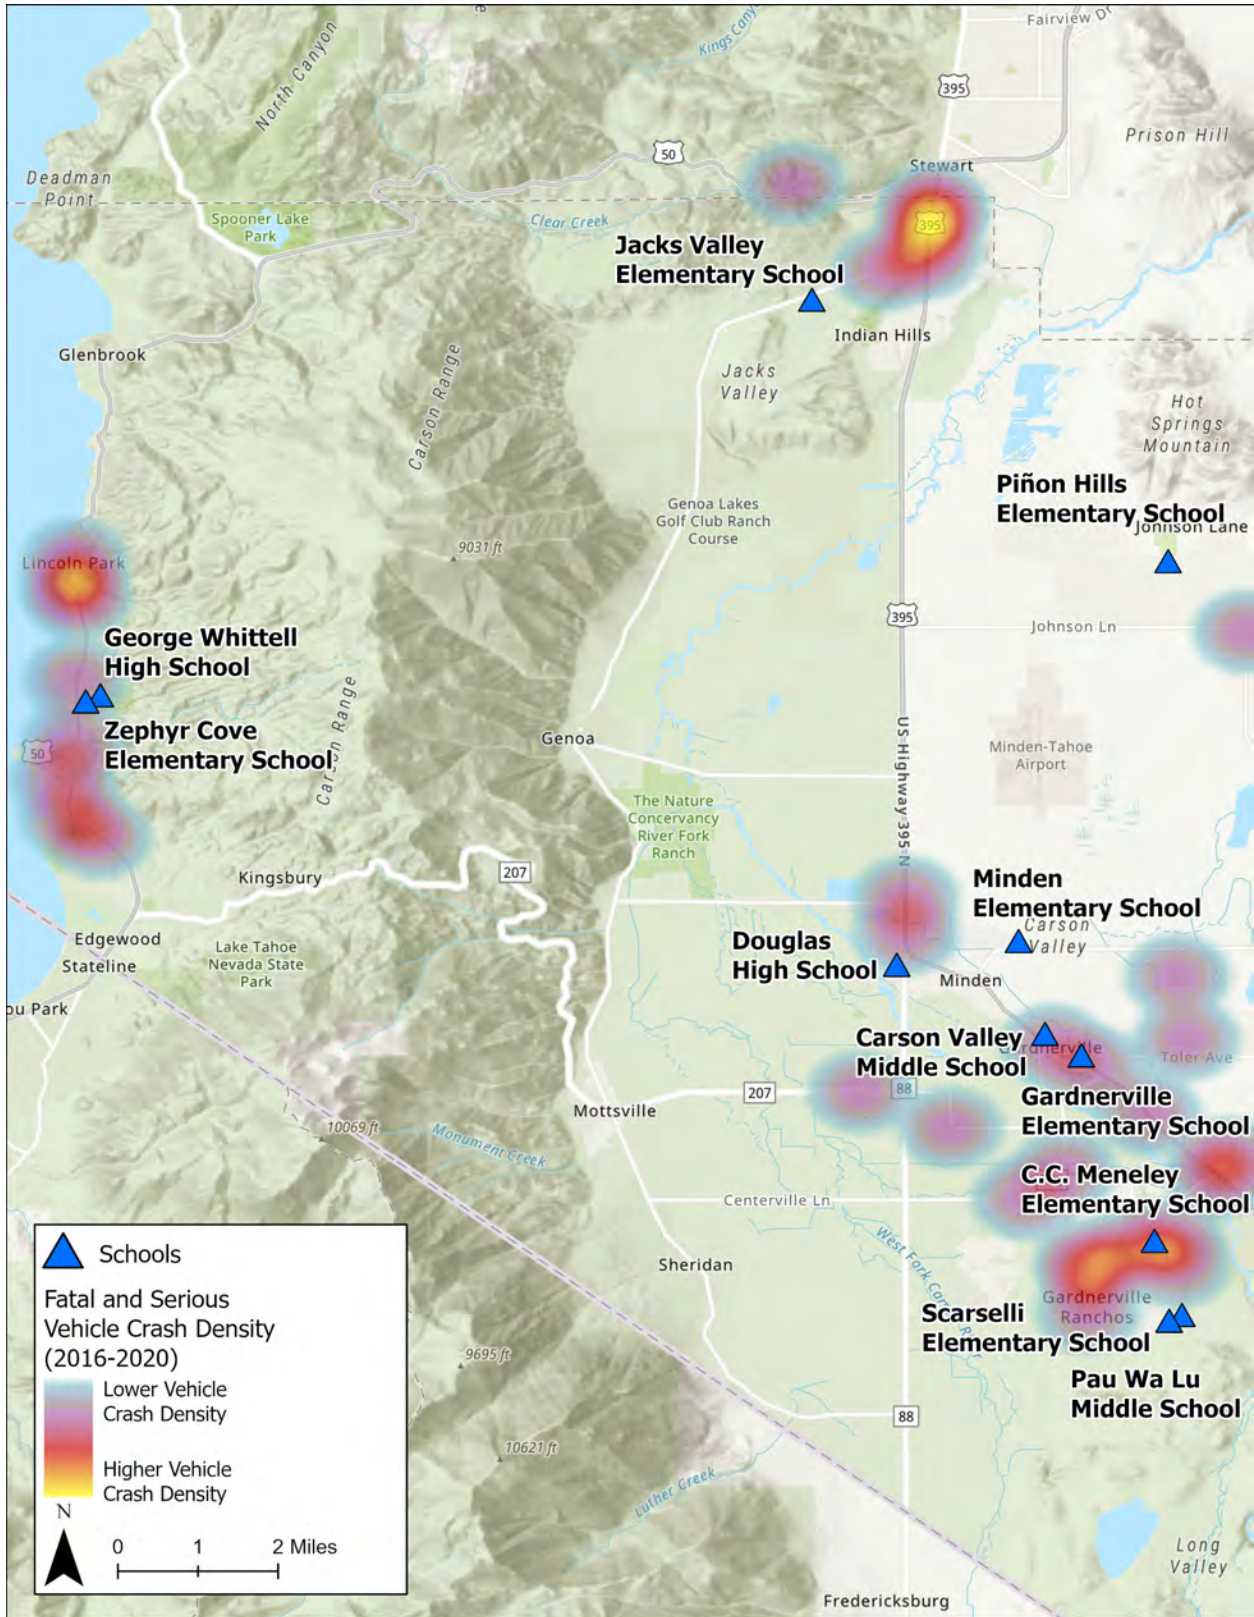 Fairview Dr
Kings Cany
North Canyon
395
Prison Hill
50
Stewart
Deadman
Point
Spooner Lake
Park
Clear Creek
395
Jacks Valley
Elementary School
Indian Hills
Glenbrook
Carson Range
Jacks
Valley
Hot
Springs
Mountain
Piñon Hills
Elementary School
Johnson Lane
Genoa Lakes
Golf Club Ranch
Course
9031 ft
Lincoln Park
395
Johnson Ln
George Whittell
High School
Carson Range
Zephyr Cove
Elementary School
50
Genoa
US Highway 395 N
Minden-Tahoe
Airport
The Nature
Concervancy
River Fork
Ranch
Kingsbury
207
Minden
Elementary School
Carson
Valley
Edgewood
Stateline
Lake Tahoe
Nevada State
Park
Douglas
High School
Minden
ou Park
Carson Valley
Middle School
Gardnerville
Toler Ave
207
88
Mottsville
Gardnerville
Elementary School
10069 ft
Monument Creek
C.C. Meneley
Elementary School
Centerville Ln
West Fork Carson River
Sheridan
Gardnerville
Ranchos
Scarselli
Elementary School
Pau Wa Lu
Middle School
9695 ft
88
10621 ft
Luther Creek
Long
Valley
Fredericksburg
Schools
Fatal and Serious
Vehicle Crash Density
(2016-2020)
Lower Vehicle
Crash Density
Higher Vehicle
Crash Density
N
0 1 2 Miles